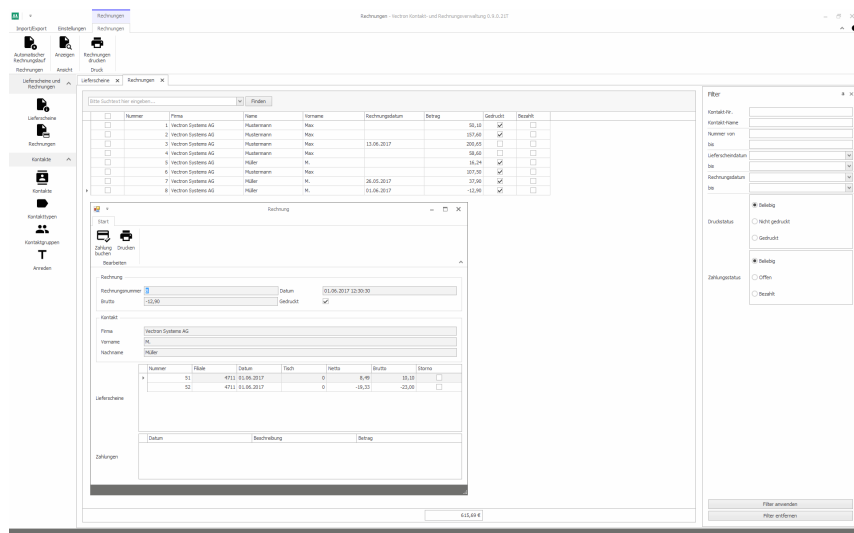 Rechnungen
Rechnungen - Vectron Kontakt- und Rechnungsverwaltung 0.9.0.237
Import/Export Einstellungen Rechnungen
Automatischer Rechnungslauf
Anzeigen
Rechnungen drucken
Rechnungen Ansicht Druck
Lieferscheine und Rechnungen
Lieferscheine
Rechnungen
Kontakte
Kontakte
Kontakttypen
Kontaktgruppen
Anreden
Lieferscheine x Rechnungen x
Bitte Suchtext hier eingeben... Finden
Nummer Firma Name Vorname Rechnungsdatum Betrag Gedruckt Bezahlt
1 Vectron Systems AG Mustermann Max 50,10
2 Vectron Systems AG Mustermann Max 157,60
3 Vectron Systems AG Mustermann Max 13.06.2017 200,65
4 Vectron Systems AG Mustermann Max 58,60
5 Vectron Systems AG Müller M. 16,24
6 Vectron Systems AG Mustermann Max 107,50
7 Vectron Systems AG Müller M. 26.05.2017 37,90
8 Vectron Systems AG Müller M. 01.06.2017 -12,90
Rechnung
Start
Zahlung buchen
Drucken
Bearbeiten
Rechnung
Rechnungsnummer Datum 01.06.2017 12:30:30
Brutto -12,90 Gedruckt
Kontakt
Firma Vectron Systems AG
Vorname M.
Nachname Müller
Lieferscheine
Nummer Filiale Datum Tisch Netto Brutto Storno
51 4711 01.06.2017 0 8,49 10,10
52 4711 01.06.2017 0 -19,33 -23,00
Zahlungen
Datum Beschreibung Betrag
615,69 €
Filter
Kontakt-Nr.
Kontakt-Name
Nummer von
bis
Lieferscheindatum
bis
Rechnungsdatum
bis
Druckstatus
Beliebig
Nicht gedruckt
Gedruckt
Zahlungsstatus
Beliebig
Offen
Bezahlt
Filter anwenden
Filter entfernen